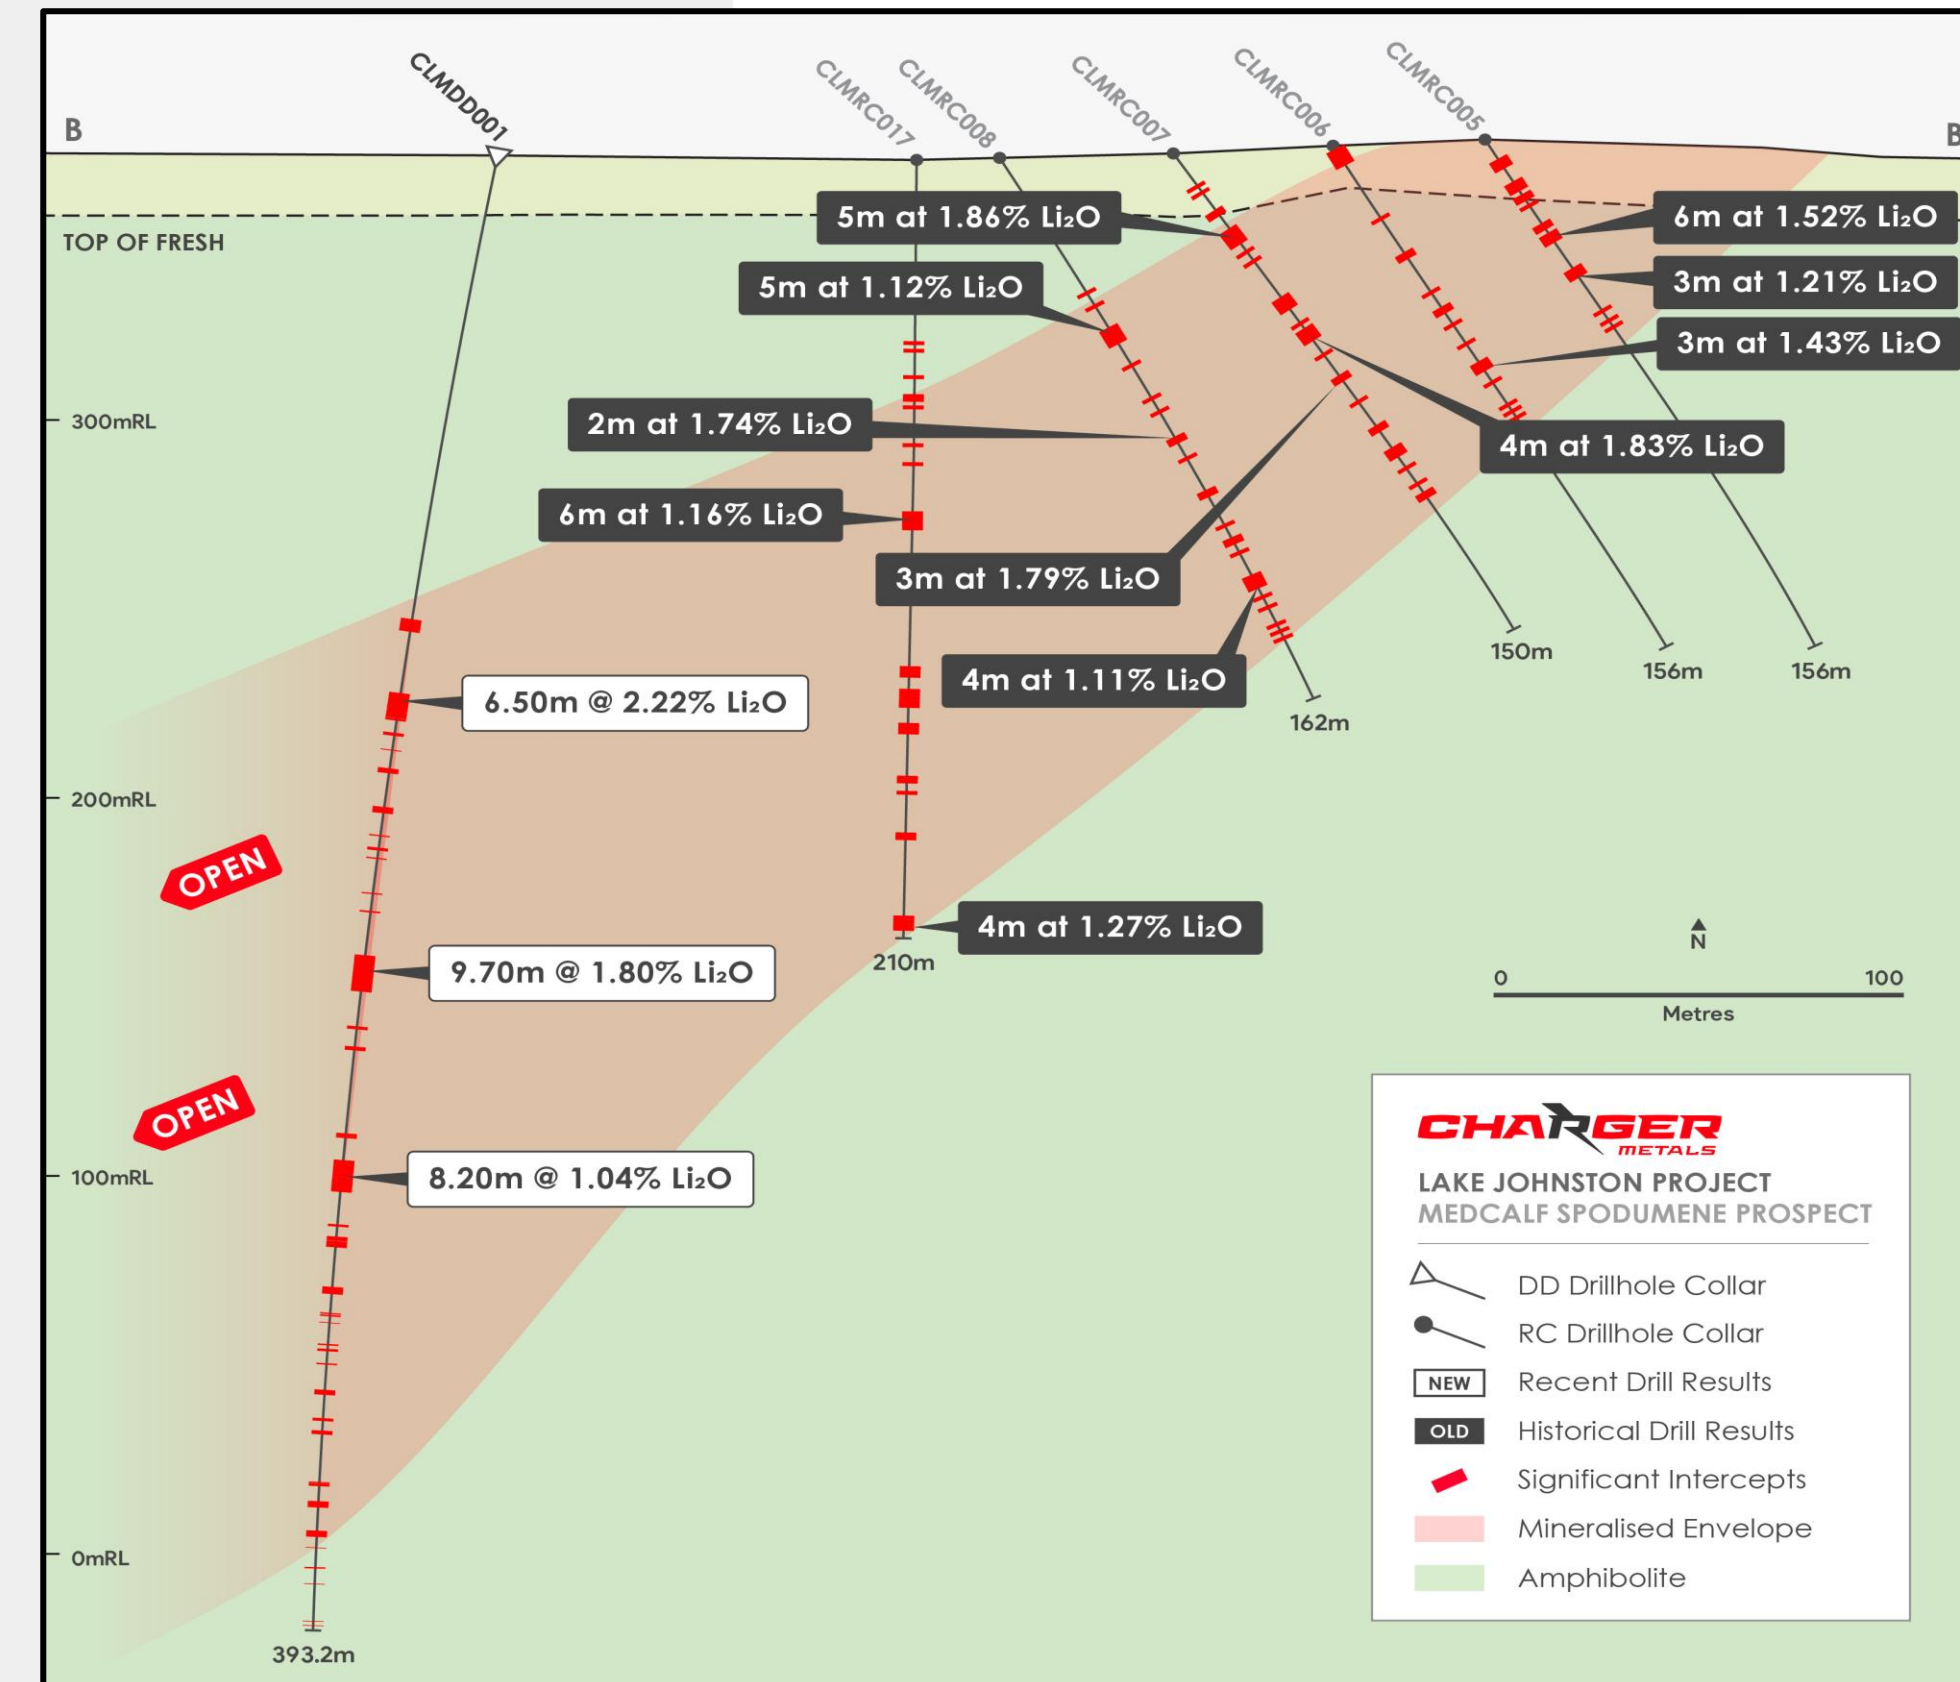 CLMDD001
CLMRC017
CLMRC008
CLMRC007
CLMRC006
CLMRC005
B
B
TOP OF FRESH
5m at 1.86% Li₂O
6m at 1.52% Li₂O
5m at 1.12% Li₂O
3m at 1.21% Li₂O
3m at 1.43% Li₂O
300mRL
2m at 1.74% Li₂O
4m at 1.83% Li₂O
6m at 1.16% Li₂O
3m at 1.79% Li₂O
150m
156m
156m
4m at 1.11% Li₂O
162m
6.50m @ 2.22% Li₂O
200mRL
OPEN
4m at 1.27% Li₂O
210m
9.70m @ 1.80% Li₂O
N
0 100
Metres
OPEN
100mRL
8.20m @ 1.04% Li₂O
0mRL
393.2m
CHARGER
METALS
LAKE JOHNSTON PROJECT
MEDCALF SPODUMENE PROSPECT
DD Drillhole Collar
RC Drillhole Collar
NEW Recent Drill Results
OLD Historical Drill Results
Significant Intercepts
Mineralised Envelope
Amphibolite